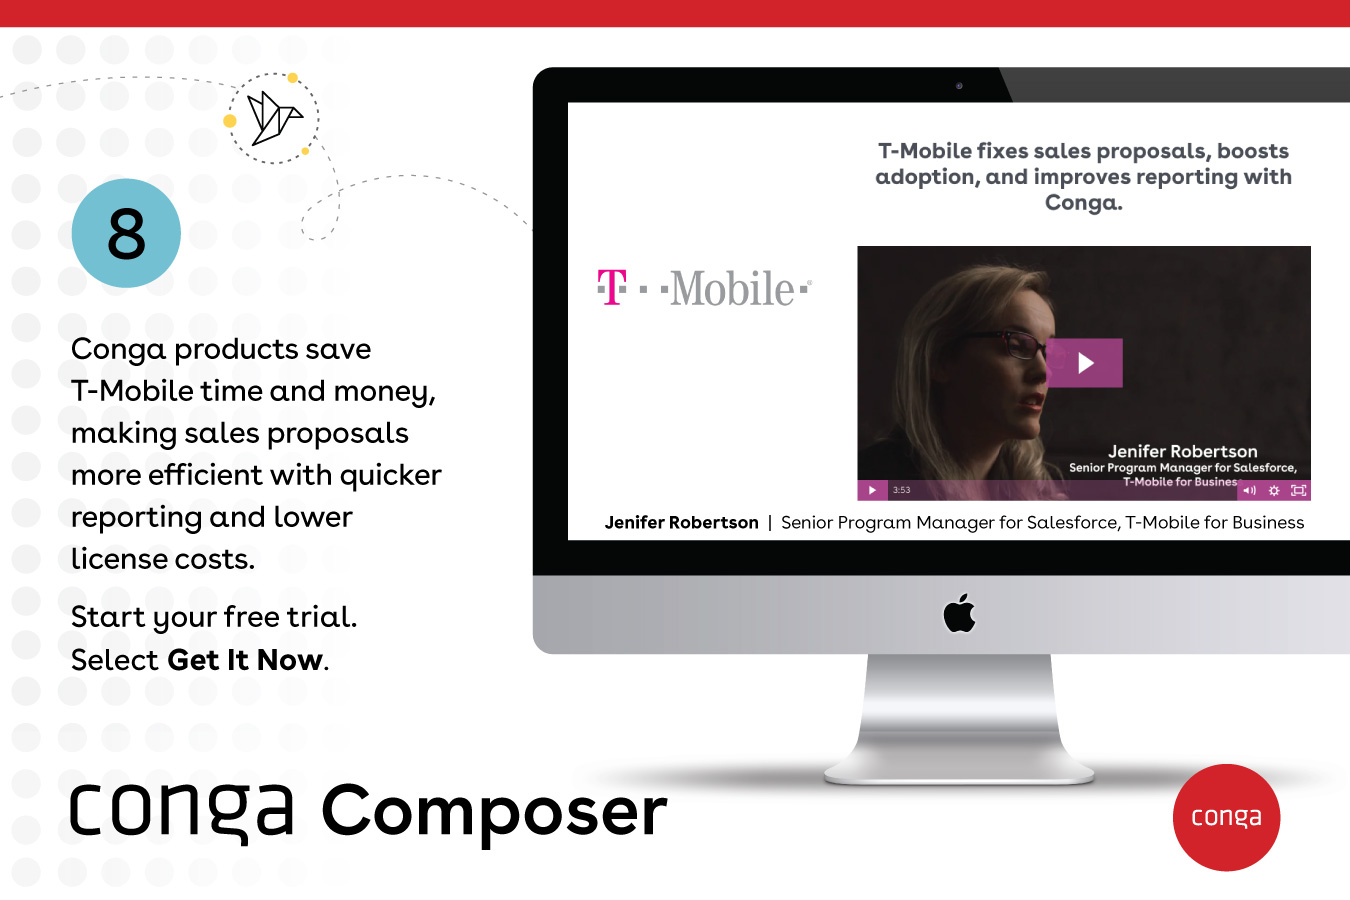 8
Conga products save
T-Mobile time and money,
making sales proposals
more efficient with quicker
reporting and lower
license costs.
Start your free trial.
Select Get It Now.
conga Composer
T-Mobile fixes sales proposals, boosts
adoption, and improves reporting with
Conga.
T · · Mobile ·®
Jenifer Robertson
Senior Program Manager for Salesforce,
T-Mobile for Business
3:53
Jenifer Robertson | Senior Program Manager for Salesforce, T-Mobile for Business
conga